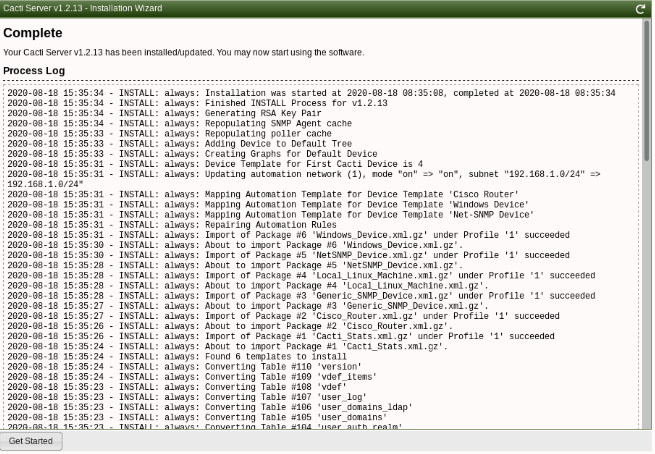 Cacti Server v1.2.13 - Installation Wizard
Complete
Your Cacti Server v1.2.13 has been installed/updated. You may now start using the software.
Process Log
2020-08-18 15:35:34 - INSTALL: always: Installation was started at 2020-08-18 08:35:08, completed at 2020-08-18 08:35:34
2020-08-18 15:35:34 - INSTALL: always: Finished INSTALL Process for v1.2.13
2020-08-18 15:35:34 - INSTALL: always: Generating RSA Key Pair
2020-08-18 15:35:34 - INSTALL: always: Repopulating SNMP Agent cache
2020-08-18 15:35:33 - INSTALL: always: Repopulating poller cache
2020-08-18 15:35:33 - INSTALL: always: Adding Device to Default Tree
2020-08-18 15:35:33 - INSTALL: always: Creating Graphs for Default Device
2020-08-18 15:35:31 - INSTALL: always: Device Template for First Cacti Device is 4
2020-08-18 15:35:31 - INSTALL: always: Updating automation network (1), mode "on" => "on", subnet "192.168.1.0/24" =>
192.168.1.0/24"
2020-08-18 15:35:31 - INSTALL: always: Mapping Automation Template for Device Template 'Cisco Router'
2020-08-18 15:35:31 - INSTALL: always: Mapping Automation Template for Device Template 'Windows Device'
2020-08-18 15:35:31 - INSTALL: always: Mapping Automation Template for Device Template 'Net-SNMP Device'
2020-08-18 15:35:31 - INSTALL: always: Repairing Automation Rules
2020-08-18 15:35:31 - INSTALL: always: Import of Package #6 'Windows_Device.xml.gz' under Profile '1' succeeded
2020-08-18 15:35:30 - INSTALL: always: About to import Package #6 'Windows_Device.xml.gz'.
2020-08-18 15:35:30 - INSTALL: always: Import of Package #5 'NetSNMP_Device.xml.gz' under Profile '1' succeeded
2020-08-18 15:35:28 - INSTALL: always: About to import Package #5 'NetSNMP_Device.xml.gz'.
2020-08-18 15:35:28 - INSTALL: always: Import of Package #4 'Local_Linux_Machine.xml.gz' under Profile '1' succeeded
2020-08-18 15:35:28 - INSTALL: always: About to import Package #4 'Local_Linux_Machine.xml.gz'.
2020-08-18 15:35:28 - INSTALL: always: Import of Package #3 'Generic_SNMP_Device.xml.gz' under Profile '1' succeeded
2020-08-18 15:35:27 - INSTALL: always: About to import Package #3 'Generic_SNMP_Device.xml.gz'.
2020-08-18 15:35:27 - INSTALL: always: Import of Package #2 'Cisco_Router.xml.gz' under Profile '1' succeeded
2020-08-18 15:35:26 - INSTALL: always: About to import Package #2 'Cisco_Router.xml.gz'.
2020-08-18 15:35:26 - INSTALL: always: Import of Package #1 'Cacti_Stats.xml.gz' under Profile '1' succeeded
2020-08-18 15:35:24 - INSTALL: always: About to import Package #1 'Cacti_Stats.xml.gz'.
2020-08-18 15:35:24 - INSTALL: always: Found 6 templates to install
2020-08-18 15:35:24 - INSTALL: always: Converting Table #110 'version'
2020-08-18 15:35:24 - INSTALL: always: Converting Table #109 'vdef_items'
2020-08-18 15:35:23 - INSTALL: always: Converting Table #108 'vdef'
2020-08-18 15:35:23 - INSTALL: always: Converting Table #107 'user_log'
2020-08-18 15:35:23 - INSTALL: always: Converting Table #106 'user_domains_ldap'
2020-08-18 15:35:23 - INSTALL: always: Converting Table #105 'user_domains'
2020-08-18 15:35:23 - INSTALL: always: Converting Table #104 'user_auth_realm'
Get Started